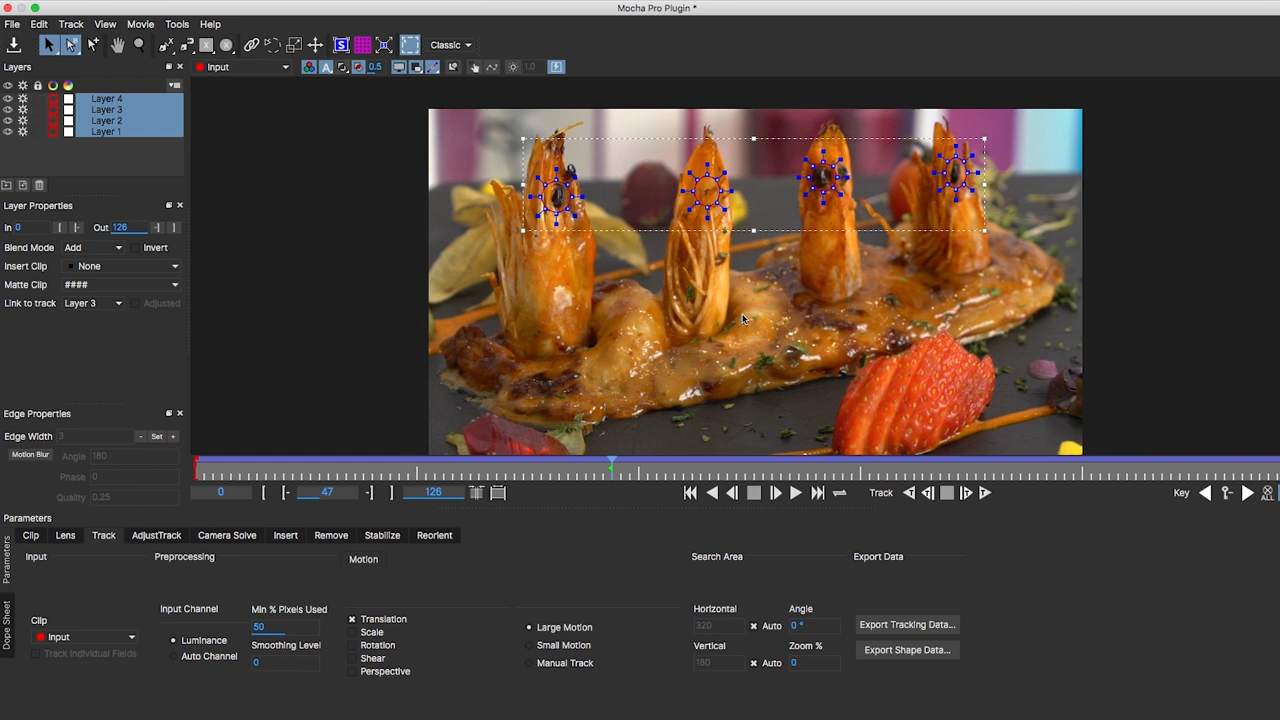 Mocha Pro Plugin *
File Edit Track View Movie Tools Help
S Classic
Layers
Input A 0.5 1.0
Layer 4
Layer 3
Layer 2
Layer 1
Layer Properties
In 0 Out 126
Blend Mode Add Invert
Insert Clip None
Matte Clip ####
Link to track Layer 3 Adjusted
Edge Properties
Edge Width 3 - Set +
Motion Blur Angle 180
Phase 0
Quality 0.25
0 47 126 Track Key ALL
Parameters
Clip Lens Track AdjustTrack Camera Solve Insert Remove Stabilize Reorient
Parameters
Dope Sheet
Input Preprocessing Motion Search Area Export Data
Clip
Input
Track Individual Fields
Input Channel
Luminance
Auto Channel
Min % Pixels Used
50
Smoothing Level
0
Translation
Scale
Rotation
Shear
Perspective
Large Motion
Small Motion
Manual Track
Horizontal Angle
320 Auto 0 °
Vertical Zoom %
180 Auto 0
Export Tracking Data...
Export Shape Data...